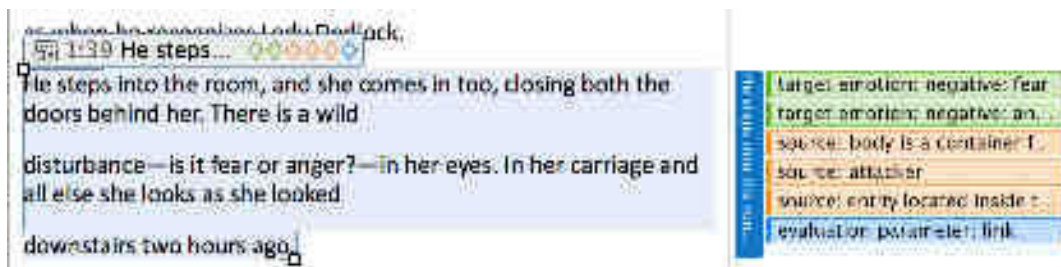 as when he recognises Lady Dedlock.
1:39 He steps...
He steps into the room, and she comes in too, closing both the
doors behind her. There is a wild
disturbance—is it fear or anger?—in her eyes. In her carriage and
all else she looks as she looked
downstairs two hours ago.
target emotion: negative: fear
target emotion: negative: an...
source: body is a container f...
source: attacker
source: entity located inside t...
evaluation parameter: link